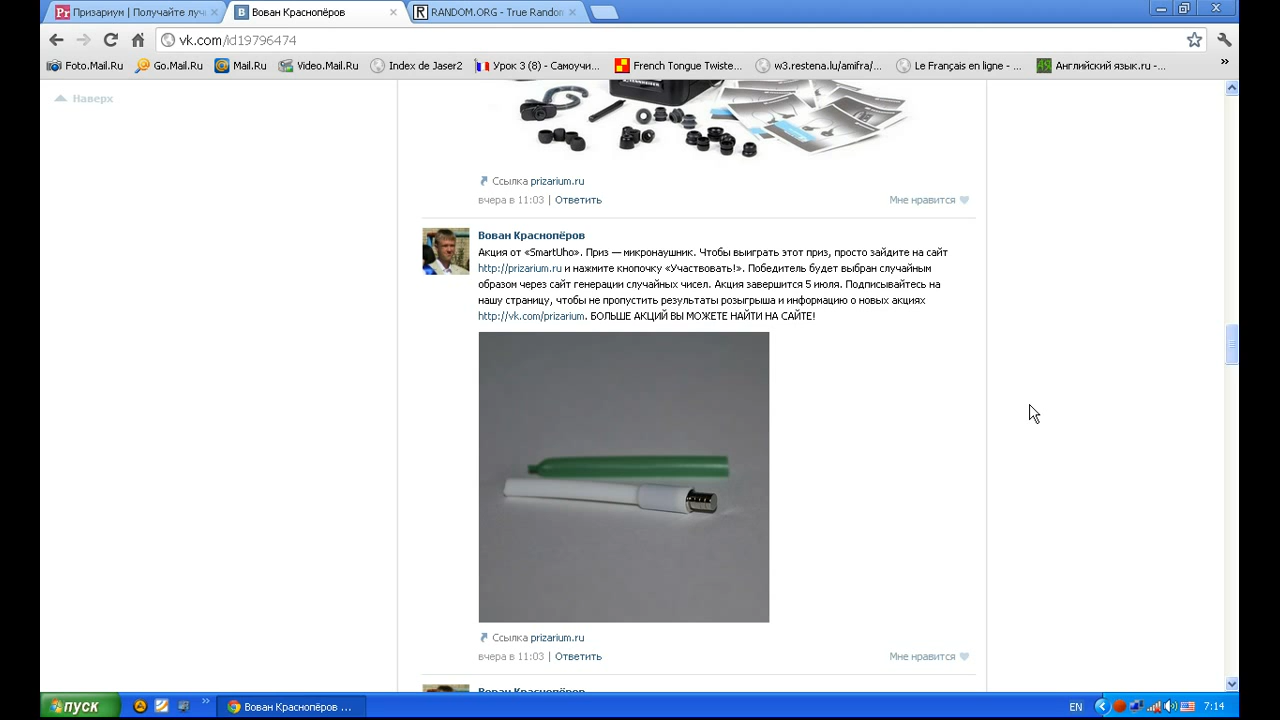 Призариум | Получайте луч
Вован Краснопёров
RANDOM.ORG - True Random
vk.com/id19796474
Foto.Mail.Ru
Go.Mail.Ru
Mail.Ru
Video.Mail.Ru
Index de Jaser2
Урок 3 (8) - Самоучи...
French Tongue Twiste...
w3.restena.lu/amifra/...
Le Français en ligne - ...
Английский язык.ru - ...
Наверх
Ссылка prizarium.ru
вчера в 11:03 | Ответить
Мне нравится
Вован Краснопёров
Акция от «SmartUho». Приз — микронаушник. Чтобы выиграть этот приз, просто зайдите на сайт
http://prizarium.ru и нажмите кнопочку «Участвовать!». Победитель будет выбран случайным
образом через сайт генерации случайных чисел. Акция завершится 5 июля. Подписывайтесь на
нашу страницу, чтобы не пропустить результаты розыгрыша и информацию о новых акциях
http://vk.com/prizarium. БОЛЬШЕ АКЦИЙ ВЫ МОЖЕТЕ НАЙТИ НА САЙТЕ!
Ссылка prizarium.ru
вчера в 11:03 | Ответить
Мне нравится
Вован Краснопёров
пуск
Вован Краснопёров ...
EN
7:14